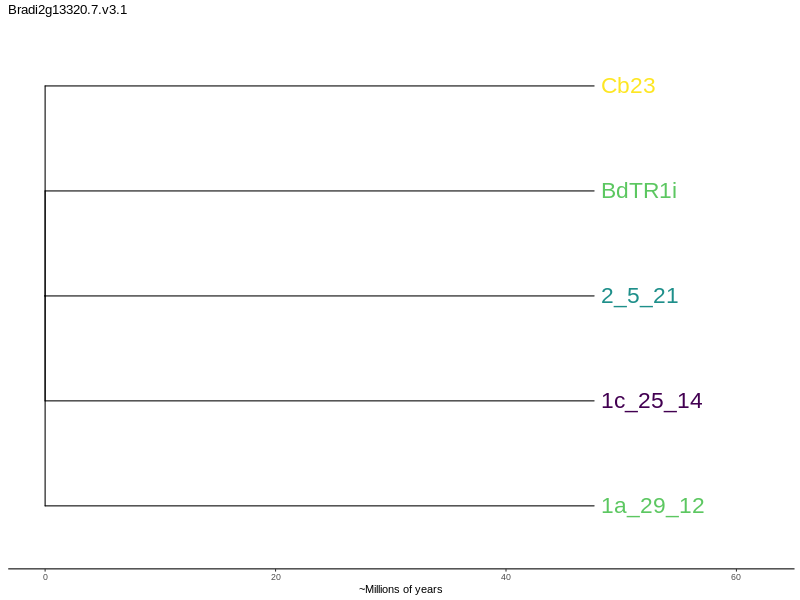 Bradi2g13320.7.v3.1
Cb23
BdTR1i
2_5_21
1c_25_14
1a_29_12
0 20 40 60
~Millions of years